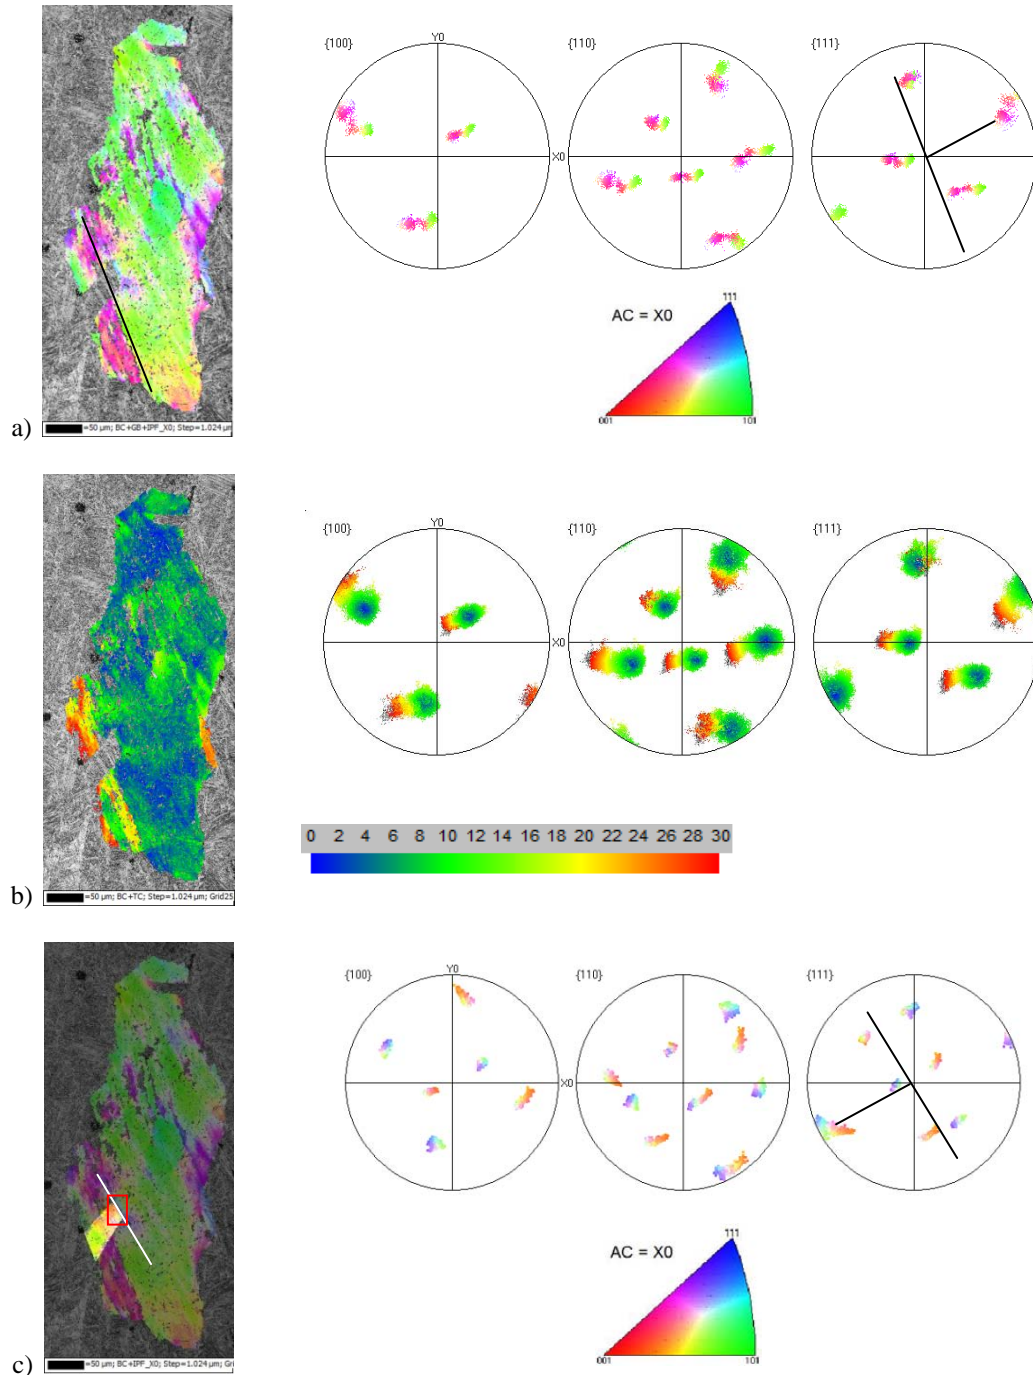 {100}
Y0
{110}
{111}
X0
AC = X0
111
001
101
=50 µm; BC+GB+IPF_X0; Step=1.024 µm
a)
{100}
Y0
{110}
{111}
X0
0 2 4 6 8 10 12 14 16 18 20 22 24 26 28 30
=50 µm; BC+TC; Step=1.024 µm; Grid25
b)
{100}
Y0
{110}
{111}
X0
AC = X0
111
001
101
=50 µm; BC+IPF_X0; Step=1.024 µm; Gri
c)